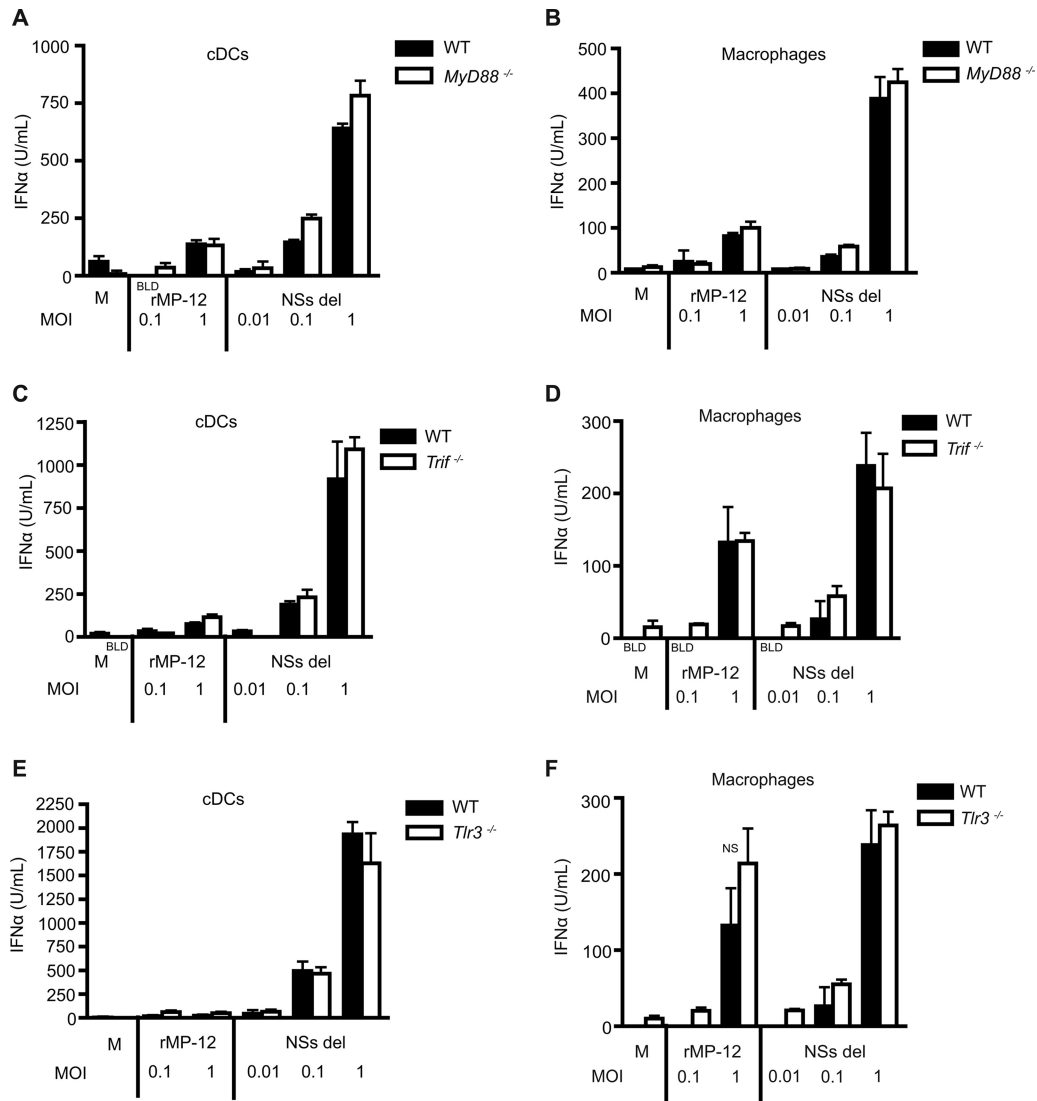 A
cDCs
WT
MyD88 -/-
IFNα (U/mL)
1000
750
500
250
0
BLD
M
rMP-12
NSs del
MOI
0.1
1
0.01
0.1
1
B
Macrophages
WT
MyD88 -/-
IFNα (U/mL)
500
400
300
200
100
0
M
rMP-12
NSs del
MOI
0.1
1
0.01
0.1
1
C
cDCs
WT
Trif -/-
IFNα (U/mL)
1250
1000
750
500
250
0
BLD
M
rMP-12
NSs del
MOI
0.1
1
0.01
0.1
1
D
Macrophages
WT
Trif -/-
IFNα (U/mL)
300
200
100
0
BLD
BLD
BLD
M
rMP-12
NSs del
MOI
0.1
1
0.01
0.1
1
E
cDCs
WT
Tlr3 -/-
IFNα (U/mL)
2250
2000
1750
1500
1250
1000
750
500
250
0
M
rMP-12
NSs del
MOI
0.1
1
0.01
0.1
1
F
Macrophages
WT
Tlr3 -/-
IFNα (U/mL)
300
200
100
0
NS
M
rMP-12
NSs del
MOI
0.1
1
0.01
0.1
1